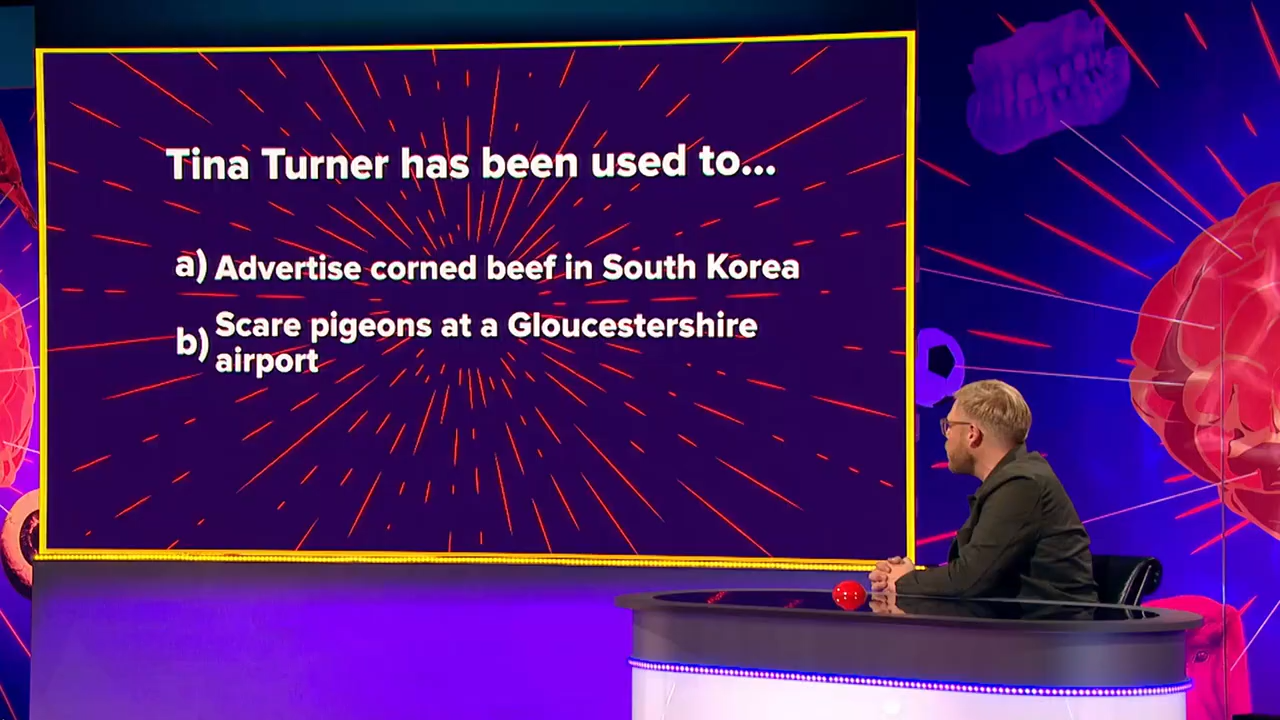 Tina Turner has been used to...
a) Advertise corned beef in South Korea
b) Scare pigeons at a Gloucestershire
airport